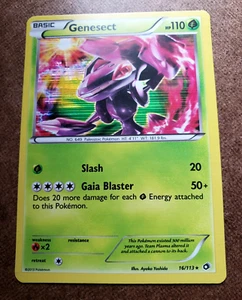 BASIC
Genesect
HP110
NO. 649 Paleozoic Pokémon HT: 4'11" WT: 181.9 lbs.
Slash 20
Gaia Blaster 50+
Does 20 more damage for each Energy attached
to this Pokémon.
weakness
×2
resistance
retreat
This Pokémon existed 300 million
years ago. Team Plasma altered it
and attached a cannon to its back.
Illus. Ayaka Yoshida
16/113 ★